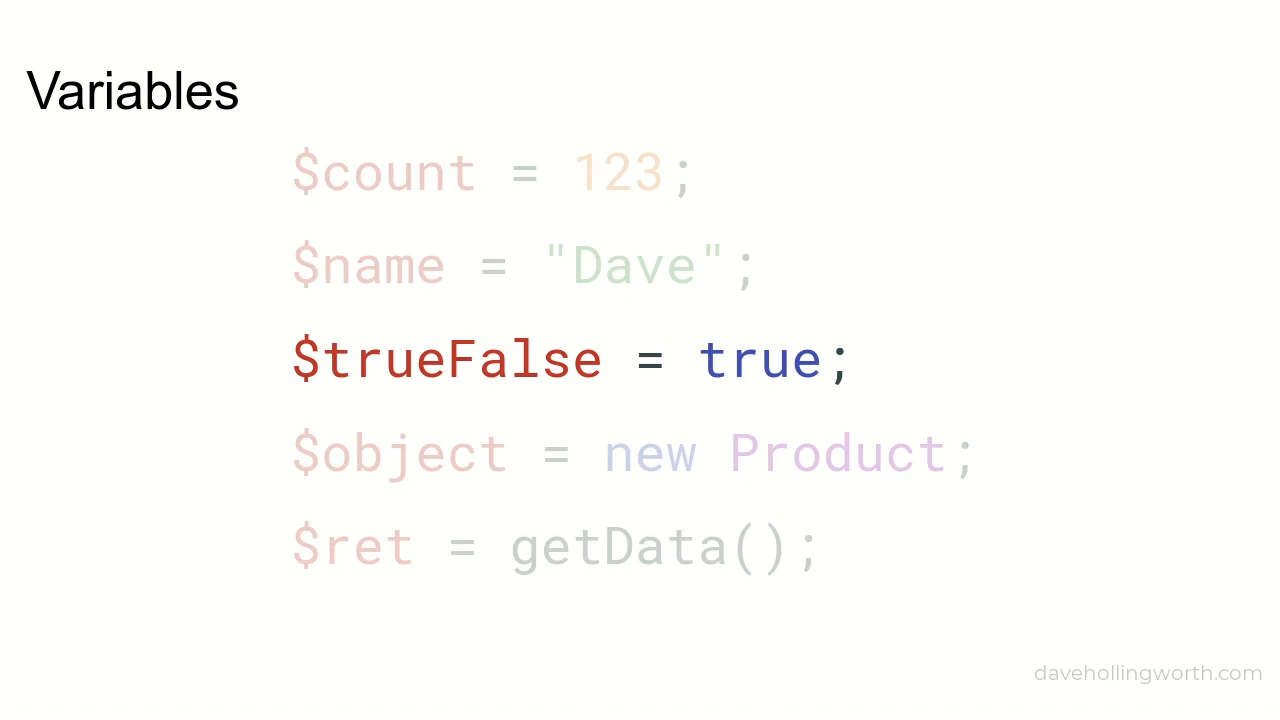 Variables
$count = 123;
$name = "Dave";
$trueFalse = true;
$object = new Product;
$ret = getData();
davehollingworth.com